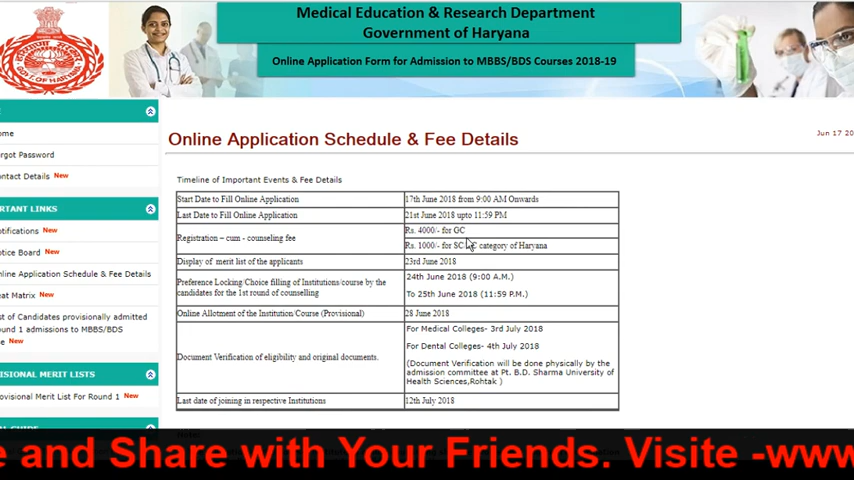 Medical Education & Research Department
Government of Haryana
Online Application Form for Admission to MBBS/BDS Courses 2018-19
GOVT. OF HARYANA
ome
rgot Password
ntact Details New
RTANT LINKS
tifications New
tice Board New
nline Application Schedule & Fee Details
eat Matrix New
st of Candidates provisionally admitted
und 1 admissions to MBBS/BDS
e New
ISIONAL MERIT LISTS
rovisional Merit List For Round 1 New
Online Application Schedule & Fee Details
Jun 17 20
Timeline of Important Events & Fee Details
Start Date to Fill Online Application 17th June 2018 from 9:00 AM Onwards
Last Date to Fill Online Application 21st June 2018 upto 11:59 PM
Registration - cum - counseling fee Rs. 4000/- for GC
Rs. 1000/- for SC C category of Haryana
Display of merit list of the applicants 23rd June 2018
Preference Locking/Choice filling of Institutions/course by the
candidates for the 1st round of counselling
24th June 2018 (9:00 A.M.)
To 25th June 2018 (11:59 P.M.)
Online Allotment of the Institution/Course (Provisional) 28 June 2018
Document Verification of eligibility and original documents.
For Medical Colleges- 3rd July 2018
For Dental Colleges- 4th July 2018
(Document Verification will be done physically by the
admission committee at Pt. B.D. Sharma University of
Health Sciences,Rohtak )
Last date of joining in respective Institutions 12th July 2018
e and Share with Your Friends. Visite -www